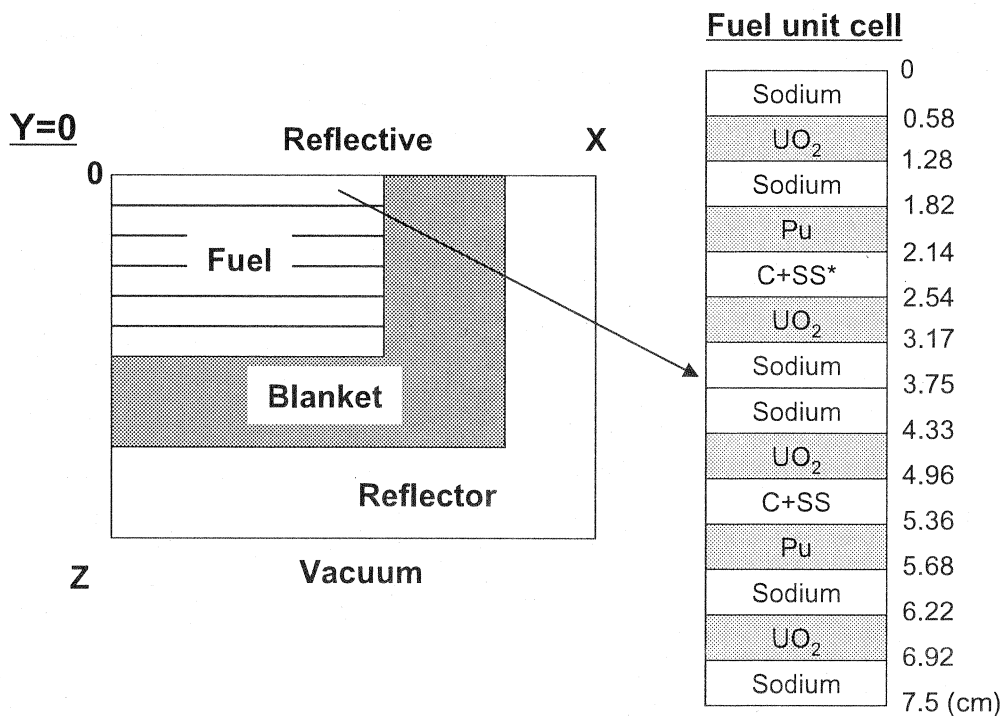 Fuel unit cell
Y=0
Reflective
X
0
Fuel
Blanket
Reflector
Z
Vacuum
0
Sodium
0.58
UO₂
1.28
Sodium
1.82
Pu
2.14
C+SS*
2.54
UO₂
3.17
Sodium
3.75
Sodium
4.33
UO₂
4.96
C+SS
5.36
Pu
5.68
Sodium
6.22
UO₂
6.92
Sodium
7.5 (cm)